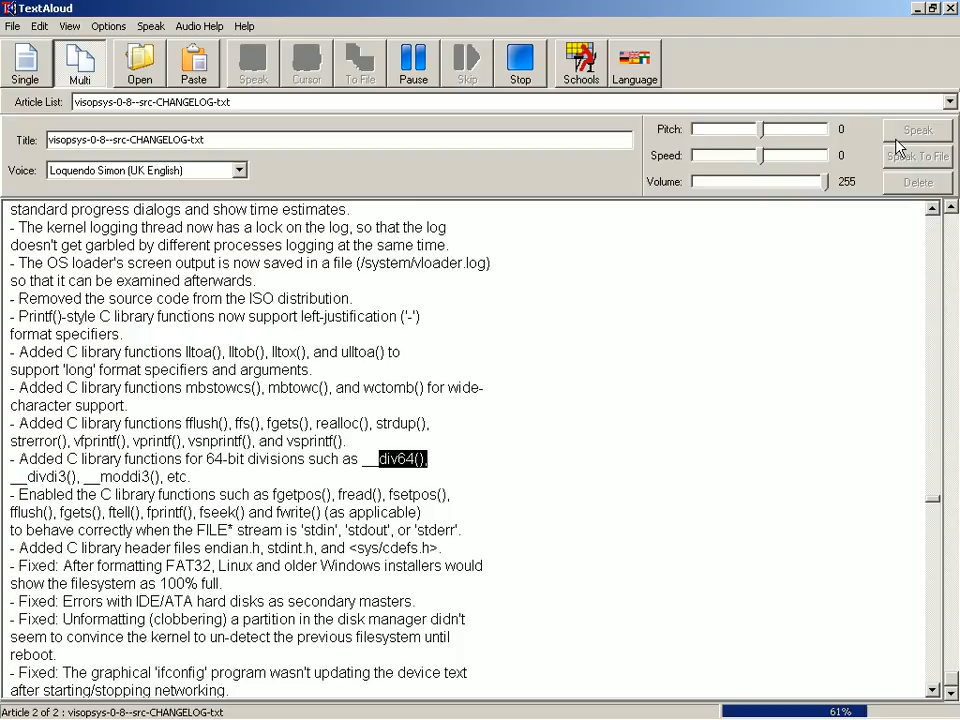 TextAloud
File Edit View Options Speak Audio Help Help
Single Multi Open Paste Speak Cursor To File Pause Skip Stop Schools Language
Article List: visopsys-0-8--src-CHANGELOG-txt
Title: visopsys-0-8--src-CHANGELOG-txt
Voice: Loquendo Simon (UK English)
Pitch: 0
Speed: 0
Volume: 255
Speak
Speak To File
Delete
standard progress dialogs and show time estimates.
- The kernel logging thread now has a lock on the log, so that the log
doesn't get garbled by different processes logging at the same time.
- The OS loader's screen output is now saved in a file (/system/vloader.log)
so that it can be examined afterwards.
- Removed the source code from the ISO distribution.
- Printf()-style C library functions now support left-justification ('-')
format specifiers.
- Added C library functions lltoa(), lltob(), lltox(), and ulltoa() to
support 'long' format specifiers and arguments.
- Added C library functions mbstowcs(), mbtowc(), and wctomb() for wide-
character support.
- Added C library functions fflush(), ffs(), fgets(), realloc(), strdup(),
strerror(), vfprintf(), vprintf(), vsnprintf(), and vsprintf().
- Added C library functions for 64-bit divisions such as __div64(),
__divdi3(), __moddi3(), etc.
- Enabled the C library functions such as fgetpos(), fread(), fsetpos(),
fflush(), fgets(), ftell(), fprintf(), fseek() and fwrite() (as applicable)
to behave correctly when the FILE* stream is 'stdin', 'stdout', or 'stderr'.
- Added C library header files endian.h, stdint.h, and <sys/cdefs.h>.
- Fixed: After formatting FAT32, Linux and older Windows installers would
show the filesystem as 100% full.
- Fixed: Errors with IDE/ATA hard disks as secondary masters.
- Fixed: Unformatting (clobbering) a partition in the disk manager didn't
seem to convince the kernel to un-detect the previous filesystem until
reboot.
- Fixed: The graphical 'ifconfig' program wasn't updating the device text
after starting/stopping networking.
Article 2 of 2 : visopsys-0-8--src-CHANGELOG-txt
61%